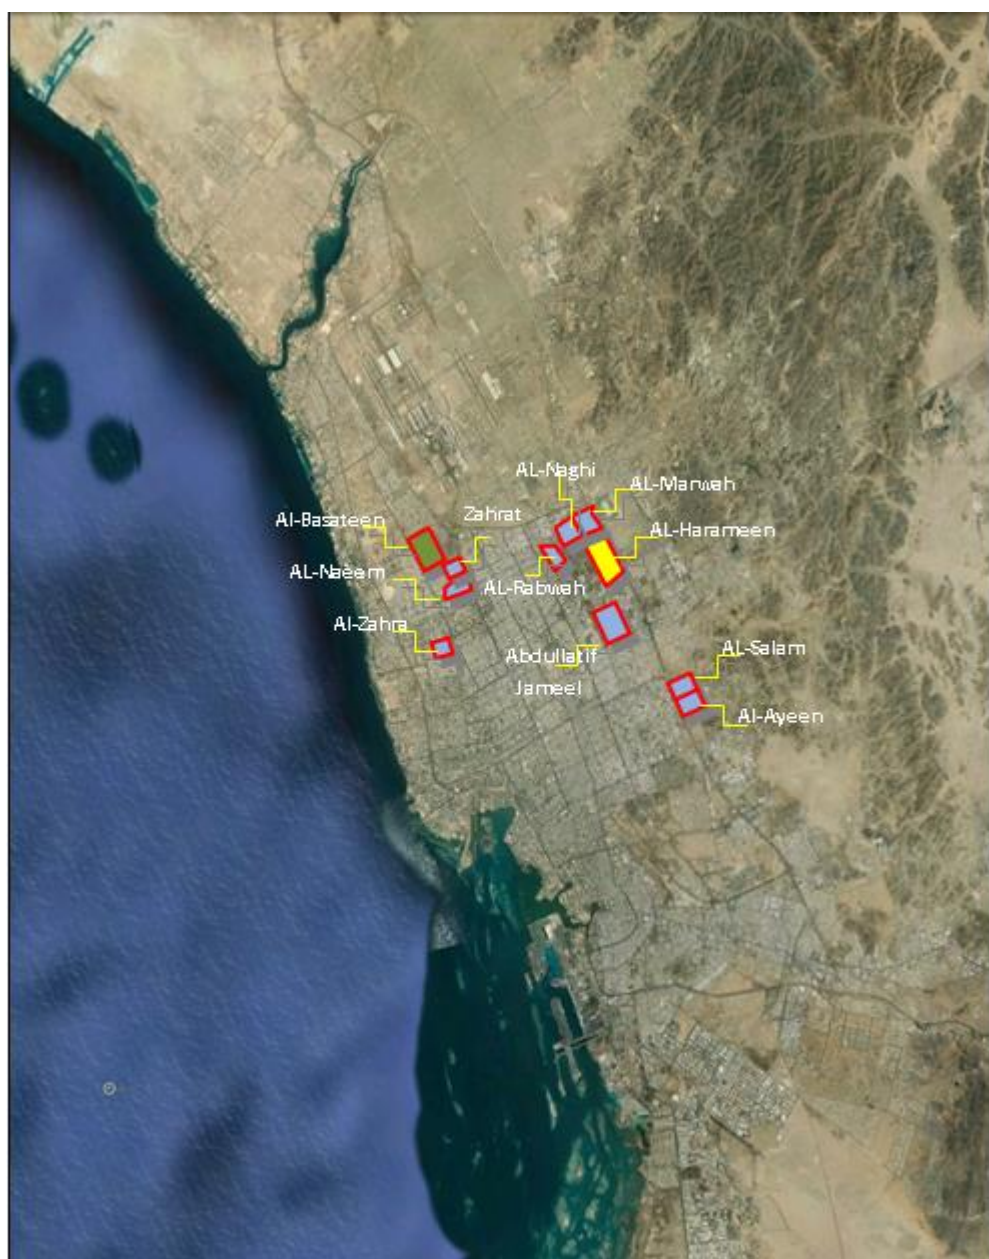 AL-Naghi
AL-Marwah
Al-Basateen
Zahrat
AL-Harameen
AL-Naeem
AL-Rabwah
Al-Zahra
Abdullatif
Jameel
AL-Salam
Al-Ayeen